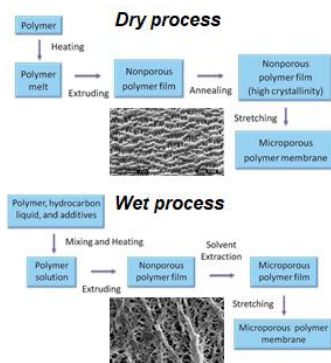 Dry process
Polymer
Heating
Polymer
melt
Extruding
Nonporous
polymer film
Annealing
Nonporous
polymer film
(high crystallinity)
Stretching
Microporous
polymer membrane
Wet process
Polymer, hydrocarbon
liquid, and additives
Mixing and Heating
Polymer
solution
Extruding
Nonporous
polymer film
Solvent
Extraction
Microporous
polymer film
Stretching
Microporous polymer
membrane